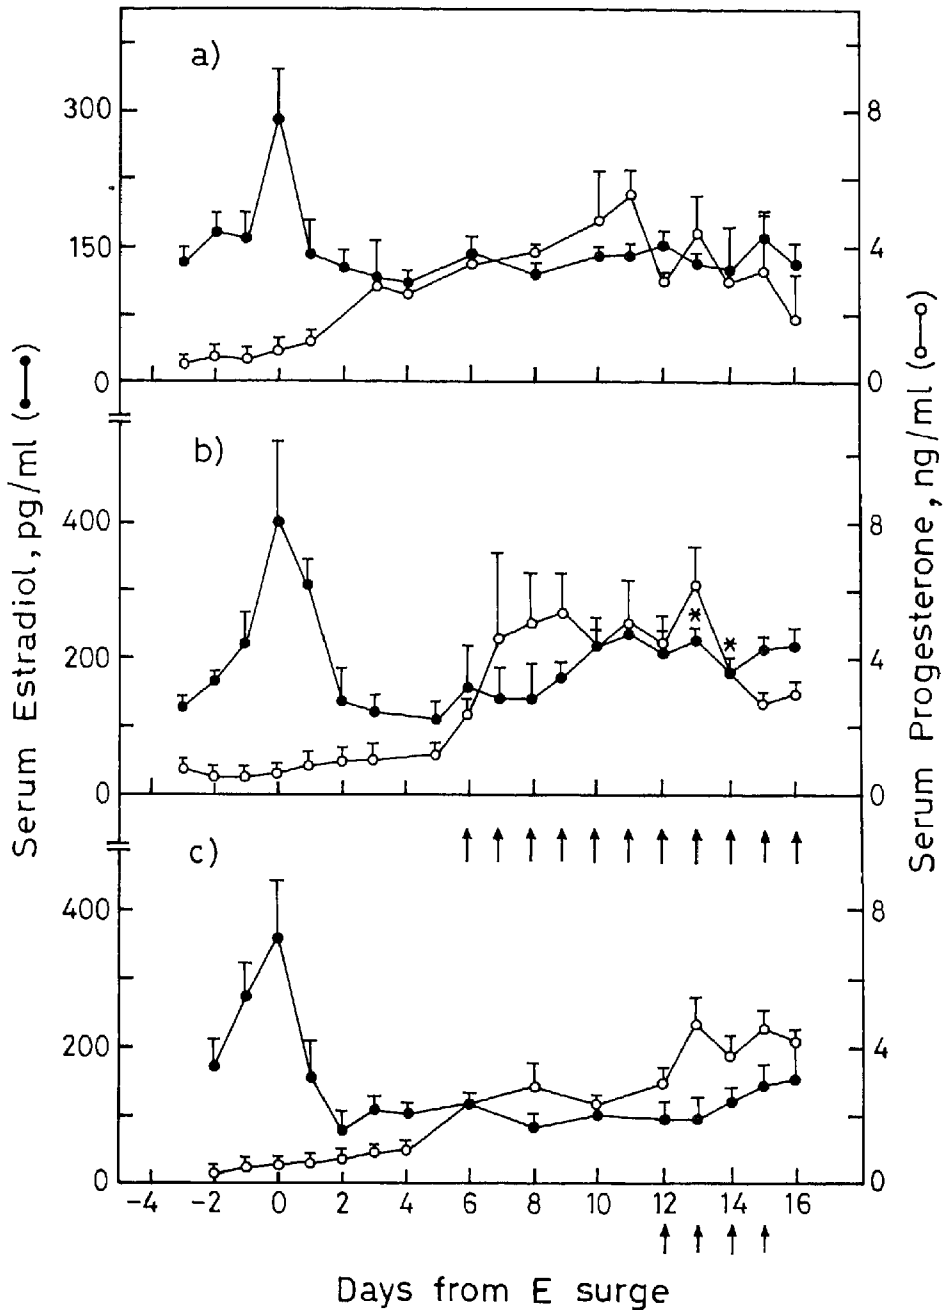 a)
300
150
0
8
4
0
b)
400
200
0
8
4
0
*
*
c)
400
200
0
8
4
0
-4 -2 0 2 4 6 8 10 12 14 16
Days from E surge
Serum Estradiol, pg/ml (●—●)
Serum Progesterone, ng/ml (○—○)